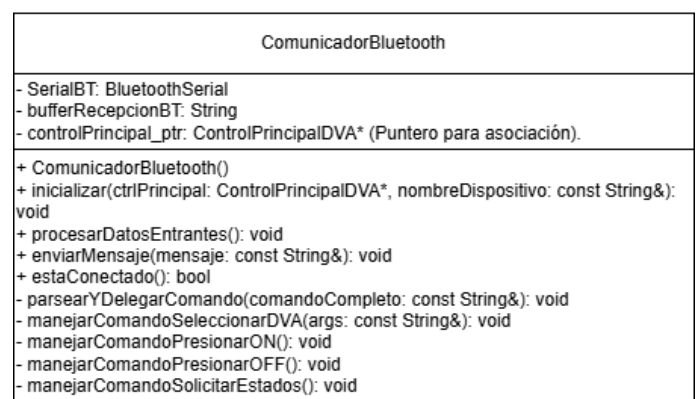 ComunicadorBluetooth
- SerialBT: BluetoothSerial
- bufferRecepcionBT: String
- controlPrincipal_ptr: ControlPrincipalDVA* (Puntero para asociación).
+ ComunicadorBluetooth()
+ inicializar(ctrlPrincipal: ControlPrincipalDVA*, nombreDispositivo: const String&):
void
+ procesarDatosEntrantes(): void
+ enviarMensaje(mensaje: const String&): void
+ estaConectado(): bool
- parsearYDelegarComando(comandoCompleto: const String&): void
- manejarComandoSeleccionarDVA(args: const String&): void
- manejarComandoPresionarON(): void
- manejarComandoPresionarOFF(): void
- manejarComandoSolicitarEstados(): void